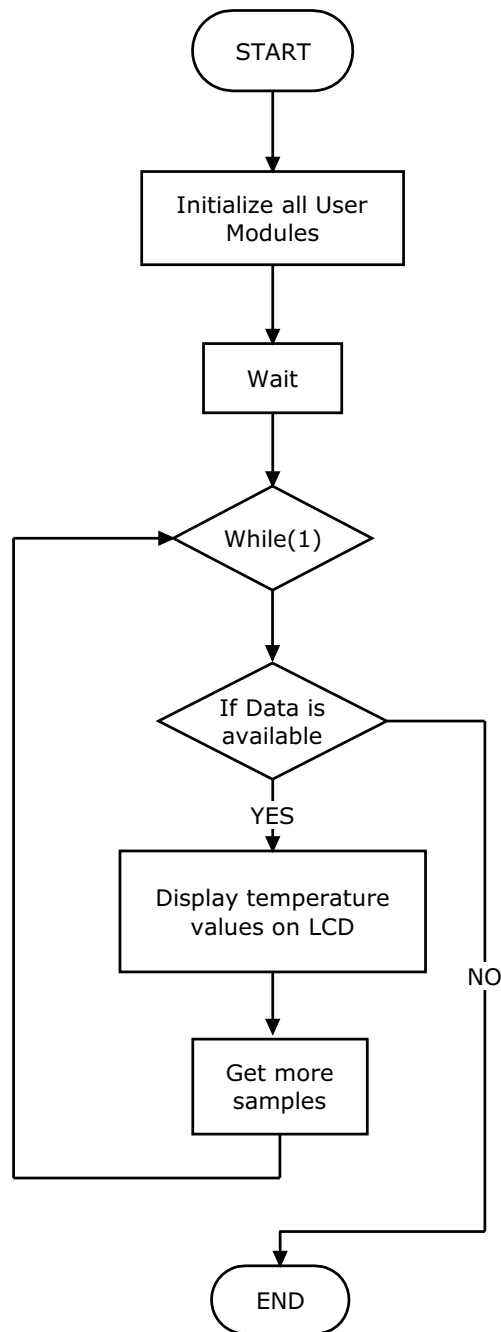 START
Initialize all User
Modules
Wait
While(1)
If Data is
available
YES
Display temperature
values on LCD
NO
Get more
samples
END